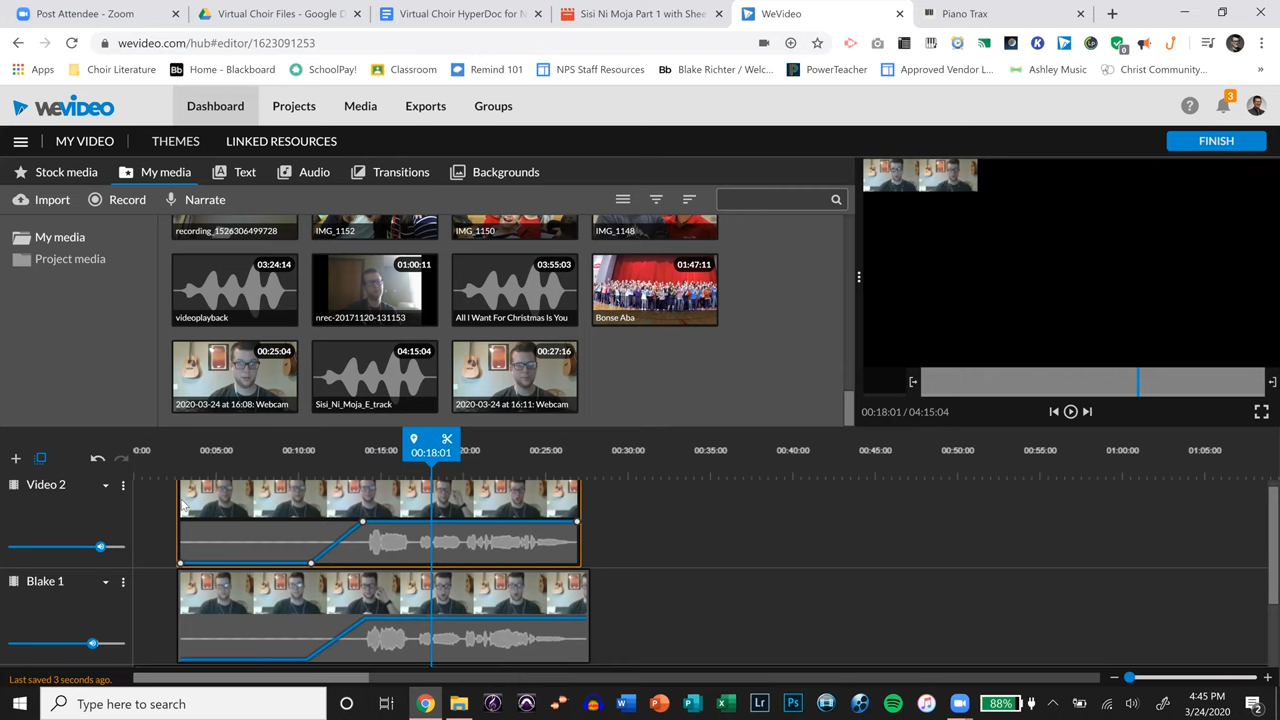 Post Attendee - Zoom
Virtual Choir Files - Google D
Virtual Choir HyperDoc for N
Sisi Ni Moja Part 1 with Shee
WeVideo
Piano Trax
wevideo.com/hub#editor/1623091253
Apps
Choir Literature
Bb Home - Blackboard
SchoolPay!
Classroom
Remind 101
NPS Staff Resources
Bb Blake Richter / Welc...
PowerTeacher
Approved Vendor L...
Ashley Music
Christ Community...
»
WEVIDEO
Dashboard
Projects
Media
Exports
Groups
3
MY VIDEO
THEMES
LINKED RESOURCES
FINISH
Stock media
My media
Text
Audio
Transitions
Backgrounds
Import
Record
Narrate
My media
Project media
recording_1526306499728
IMG_1152
IMG_1150
IMG_1148
03:24:14
videoplayback
01:00:11
nrec-20171120-131153
03:55:03
All I Want For Christmas Is You
01:47:11
Bonse Aba
00:25:04
2020-03-24 at 16:08: Webcam
04:15:04
Sisi_Ni_Moja_E_track
00:27:16
2020-03-24 at 16:11: Webcam
00:18:01 / 04:15:04
0:00
00:05:00
00:10:00
00:15:00
00:18:01
20:00
00:25:00
00:30:00
00:35:00
00:40:00
00:45:00
00:50:00
00:55:00
01:00:00
01:05:00
Video 2
Blake 1
Last saved 3 seconds ago.
Type here to search
88%
4:45 PM
3/24/2020
2